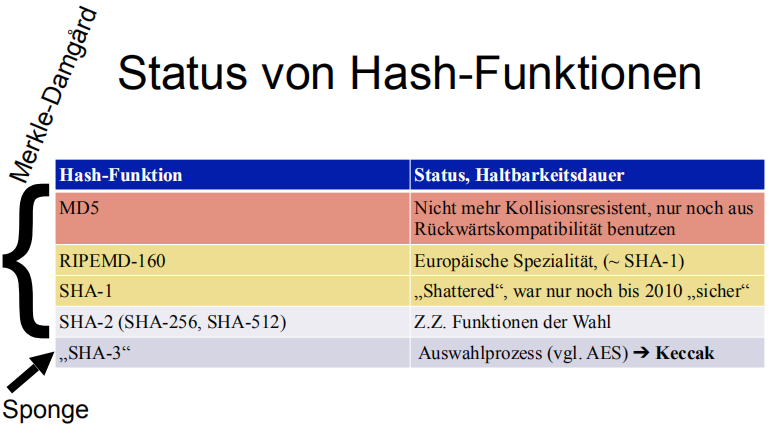 Merkle-Damgård
Status von Hash-Funktionen
Hash-Funktion Status, Haltbarkeitsdauer
MD5 Nicht mehr Kollisionsresistent, nur noch aus
Rückwärtskompatibilität benutzen
RIPEMD-160 Europäische Spezialität, (~ SHA-1)
SHA-1 „Shattered“, war nur noch bis 2010 „sicher“
SHA-2 (SHA-256, SHA-512) Z.Z. Funktionen der Wahl
„SHA-3“ Auswahlprozess (vgl. AES) ➔ Keccak
Sponge